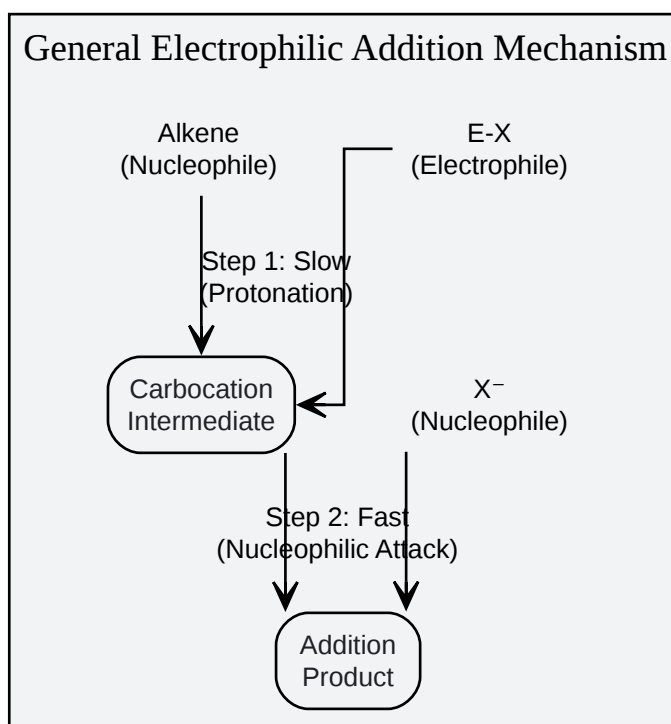 General Electrophilic Addition Mechanism
Alkene
(Nucleophile)
E-X
(Electrophile)
Step 1: Slow
(Protonation)
Carbocation
Intermediate
X⁻
(Nucleophile)
Step 2: Fast
(Nucleophilic Attack)
Addition
Product